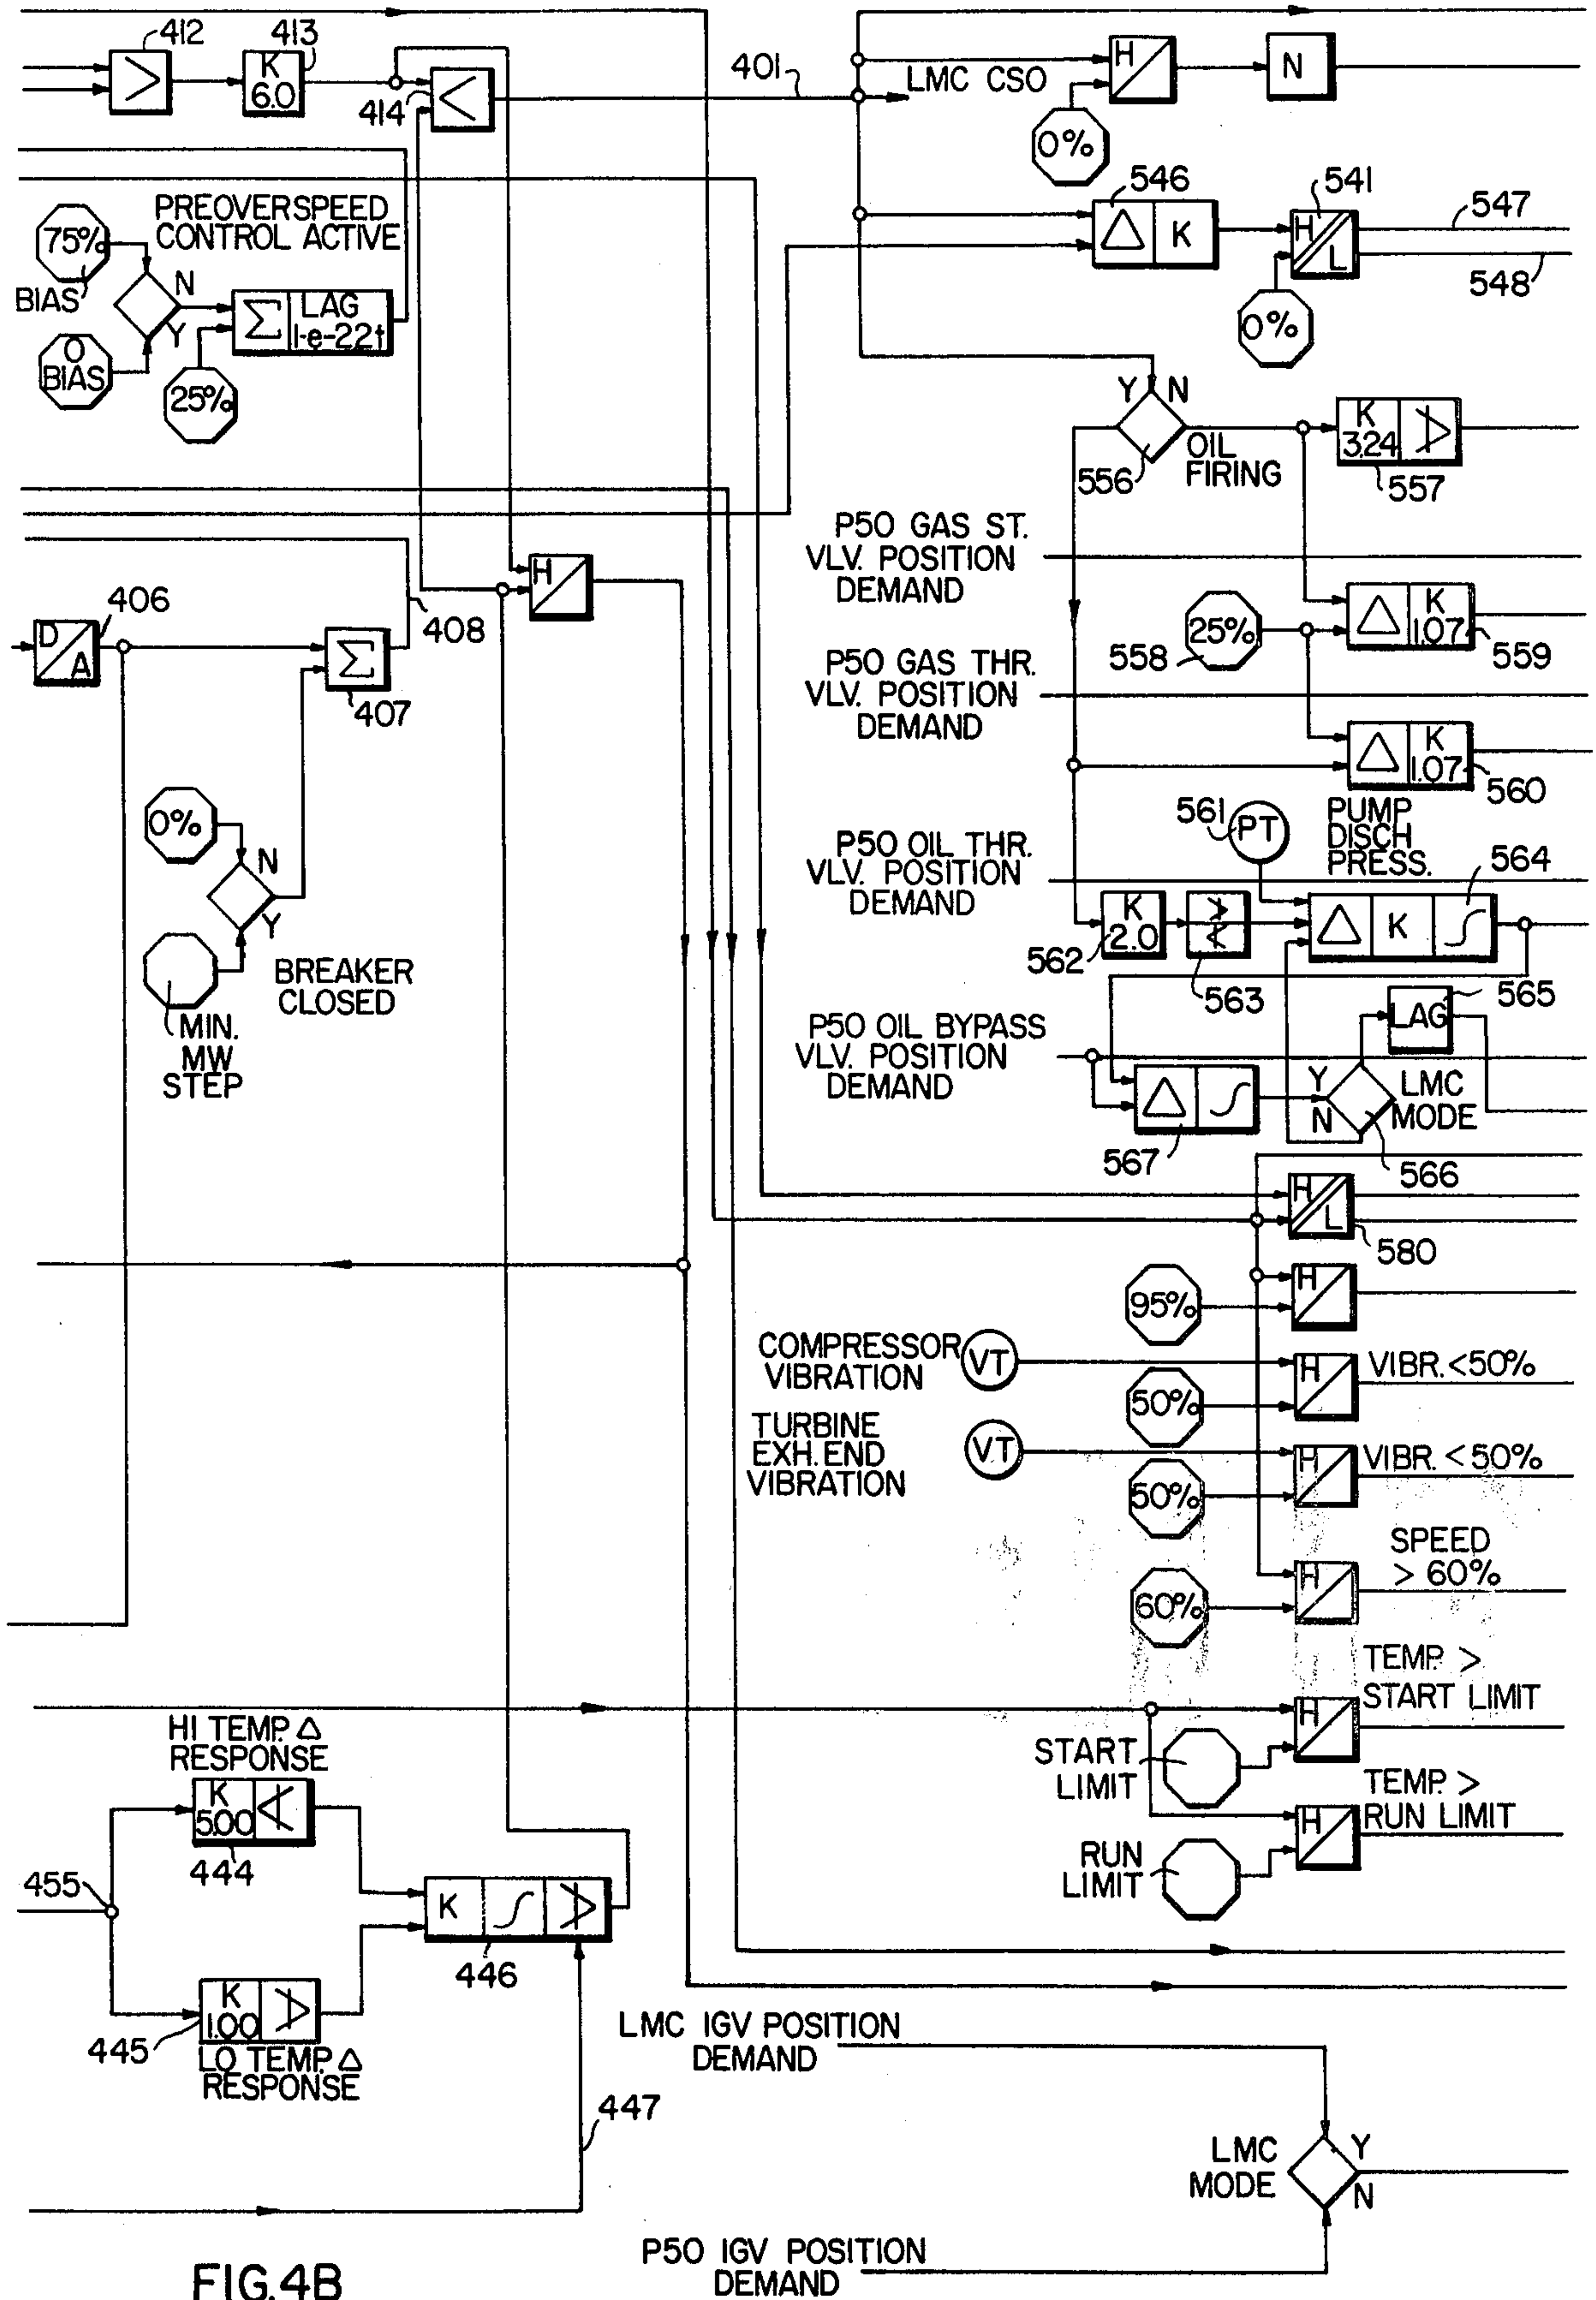 412
413
K
6.0
>
<
414
401
LMC CSO
H
N
0%
PREOVERSPEED
CONTROL ACTIVE
75%
BIAS
N
Y
Σ
LAG
1-e-22t
0
BIAS
25%
546
△ K
541
H
L
547
548
0%
Y N
OIL
FIRING
556
K
3.24
557
P50 GAS ST.
VLV. POSITION
DEMAND
H
408
406
D
A
Σ
407
25%
558
△ K
1.07
559
P50 GAS THR.
VLV. POSITION
DEMAND
△ K
1.07
560
0%
N
Y
BREAKER
CLOSED
MIN.
MW
STEP
561
PT
PUMP
DISCH
PRESS.
564
P50 OIL THR.
VLV. POSITION
DEMAND
K
2.0
562
563
△ K ∫
565
LAG
P50 OIL BYPASS
VLV. POSITION
DEMAND
△ ∫
567
Y
N
LMC
MODE
566
H
L
580
95%
H
COMPRESSOR
VIBRATION
VT
50%
H
VIBR. <50%
TURBINE
EXH. END
VIBRATION
VT
50%
H
VIBR. < 50%
SPEED
> 60%
60%
H
TEMP. >
START LIMIT
H
START
LIMIT
TEMP. >
RUN LIMIT
H
RUN
LIMIT
HI TEMP. △
RESPONSE
K
5.00
444
455
K ∫
446
K
1.00
445
LO TEMP. △
RESPONSE
447
LMC IGV POSITION
DEMAND
LMC
MODE
Y
N
P50 IGV POSITION
DEMAND
FIG.4B